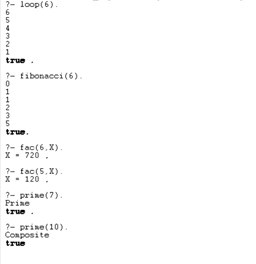 ?- loop(6).
6
5
4
3
2
1
true .
?- fibonacci(6).
0
1
1
2
3
5
true.
?- fac(6,X).
X = 720 .
?- fac(5,X).
X = 120 .
?- prime(7).
Prime
true .
?- prime(10).
Composite
true